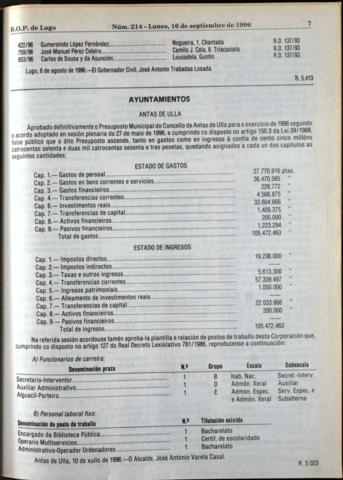 B.O.P. de Lugo Núm. 214 - Lunes, 16 de septiembre de 1996 7
422/96 Gumersindo López Fernández Nogueira, 1. Chantada R.D. 137/93
759/96 José Manuel Pérez Celeiro Camilo J. Cela, 6. Triacastela R.D. 137/93
853/96 Carlos de Sousa y da Asunción Lousadela, Guntín R.D. 137/93
Lugo, 6 de agosto de 1996.—El Gobernador Civil, José Antonio Trabadas Losada.
R. 5.413
AYUNTAMIENTOS
ANTAS DE ULLA
Aprobado definitivamente o Presuposto Municipal do Concello de Antas de Ulla para o exercicio de 1996 segundo
o acordo adoptado en sesión plenaria do 27 de maio de 1996, e cumprindo co disposto no artigo 150.3 da Lei 39/1988,
faise público que o dito Presuposto ascende, tanto en gastos como en ingresos á contía de cento cinco millóns
catrocentas setenta e duas mil catrocentas sesenta e tres pesetas, quedando asignados a cada un dos capítulos as
seguintes cantidades:
ESTADO DE GASTOS
Cap. 1.— Gastos de persoal 27.770.916 ptas.
Cap. 2.— Gastos en bens correntes e servicios 36.470.565 "
Cap. 3.— Gastos financieiros 226.772 "
Cap. 4.— Transferencias correntes 4.566.875 "
Cap. 6.— Investimentos reais 33.604.666 "
Cap. 7.— Transferencias de capital 1.409.375 "
Cap. 8.— Activos financieiros 200.000 "
Cap. 9.— Pasivos financieiros 1.223.294 "
Total de gastos 105.472.463
ESTADO DE INGRESOS
Cap. 1.— Impostos directos 19.236.000 "
Cap. 2.— Impostos indirectos
Cap. 3.— Taxas e outros ingresos 5.613.300 "
Cap. 4.— Transferencias correntes 57.339.497 "
Cap. 5.— Ingresos patrimoniais 1.050.000 "
Cap. 6.— Alleamento de investimentos reais
Cap. 7.— Transferencias de capital 22.033.666 "
Cap. 8.— Activos financieiros 200.000 "
Cap. 9.— Pasivos financieiros
Total de ingresos 105.472.463
Na referida sesión acordouse tamén aproba-la plantilla e relación de postos de traballo desta Corporación que,
cumprindo co disposto no artigo 127 do Real Decreto Lexislativo 781/1986, reprodúcense a continuación:
A) Funcionarios de carreira:
Denominación praza N.º Grupo Escala Subescala
Secretario-Interventor 1 B Hab. Nac. Secret.-Interv.
Auxiliar Administrativo 1 D Admón. Xeral Auxiliar
Alguacil-Porteiro 1 E Admón. Espec. Serv. Espec. e
e Admón. Xeral Subalterna
B) Personal laboral fixo:
Denominación do posto de traballo N.º Titulación esixida
Encargado da Biblioteca Pública 1 Bacharelato
Operario Multiservicios 1 Certif. de escolaridade
Administrativo-Operador Ordenadores 1 Bacharelato
Antas de Ulla, 10 de xullo de 1996.—O Alcalde, José Antonio Varela Casal.
R. 5.023